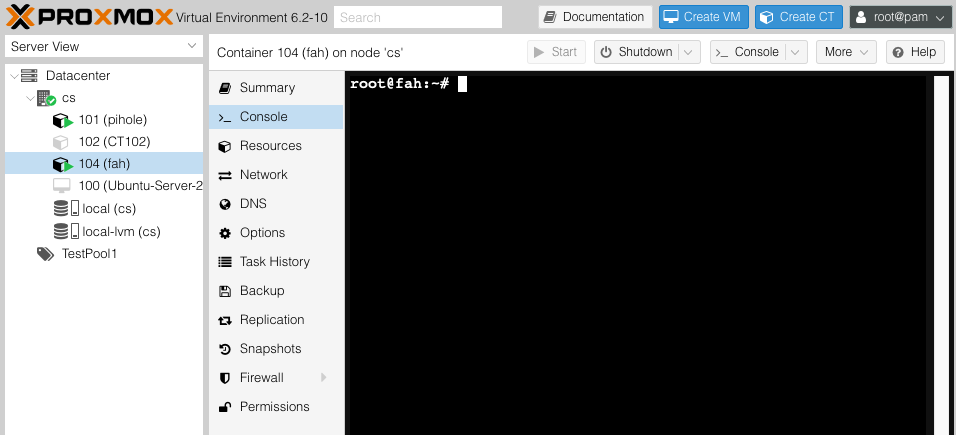 PROXMOX Virtual Environment 6.2-10 Search Documentation Create VM Create CT root@pam
Server View
Datacenter
cs
101 (pihole)
102 (CT102)
104 (fah)
100 (Ubuntu-Server-2
local (cs)
local-lvm (cs)
TestPool1
Container 104 (fah) on node 'cs' Start Shutdown Console More Help
Summary
Console
Resources
Network
DNS
Options
Task History
Backup
Replication
Snapshots
Firewall
Permissions
root@fah:~#